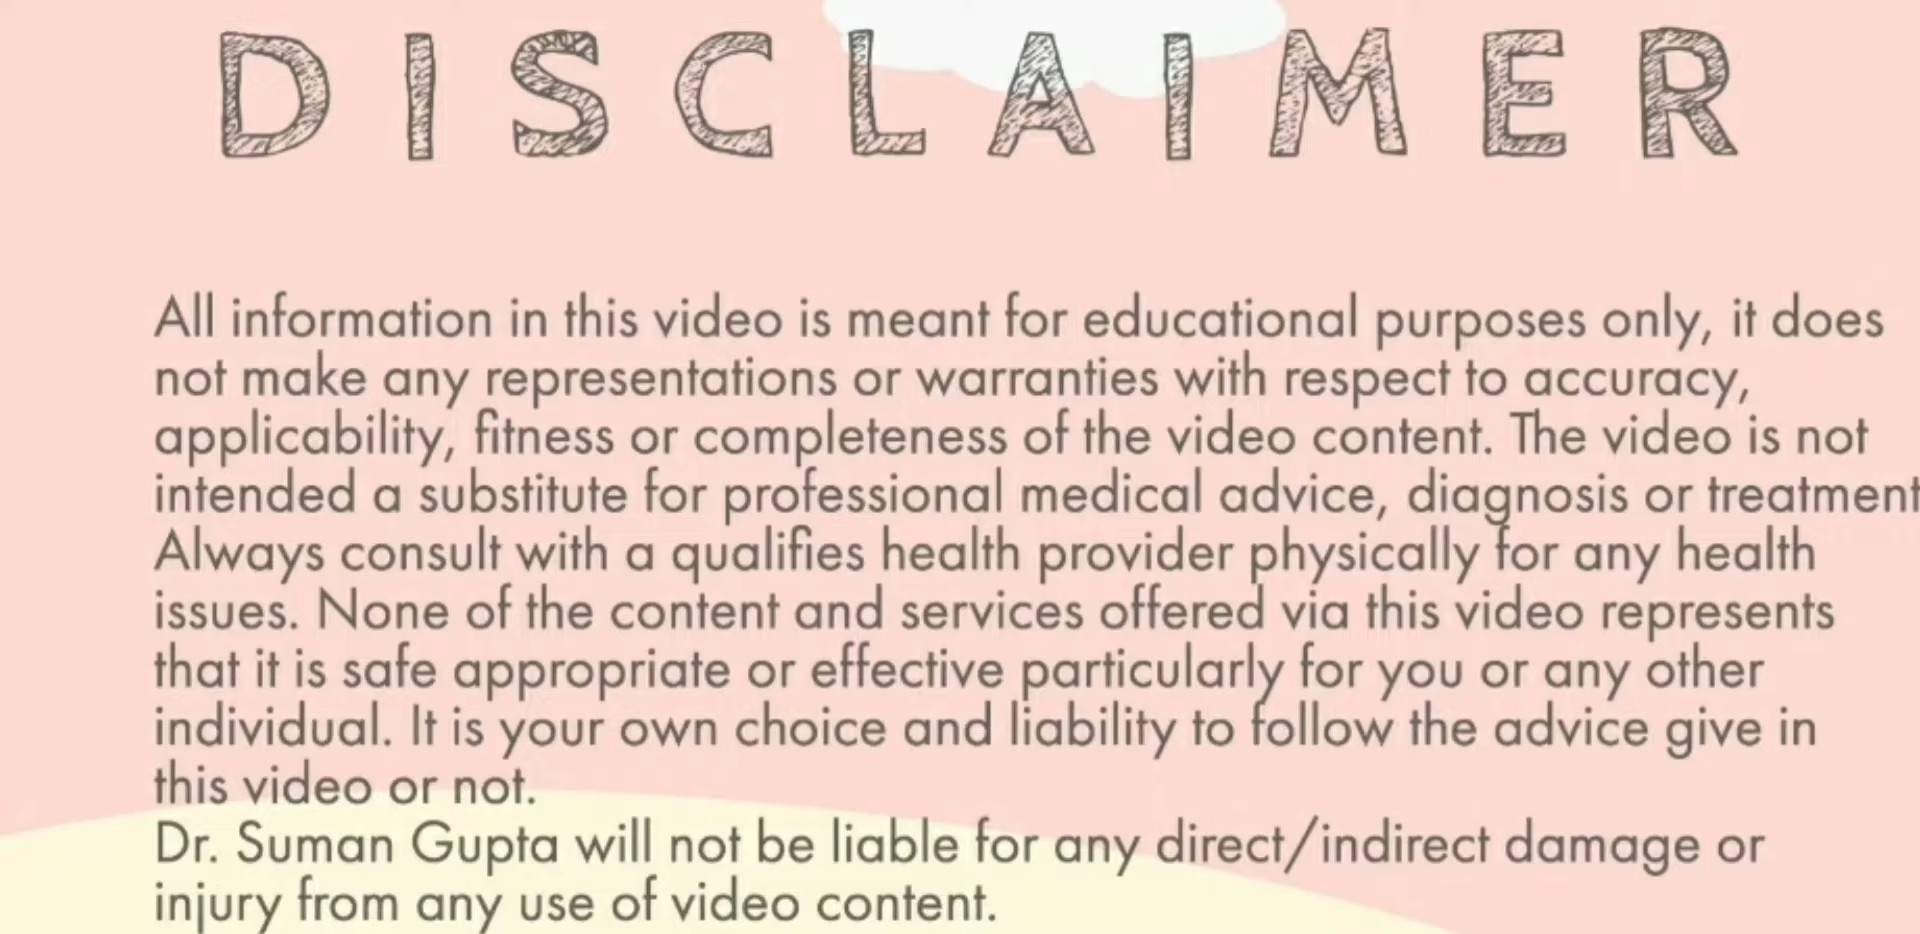 DISCLAIMER
All information in this video is meant for educational purposes only, it does
not make any representations or warranties with respect to accuracy,
applicability, fitness or completeness of the video content. The video is not
intended a substitute for professional medical advice, diagnosis or treatment
Always consult with a qualifies health provider physically for any health
issues. None of the content and services offered via this video represents
that it is safe appropriate or effective particularly for you or any other
individual. It is your own choice and liability to follow the advice give in
this video or not.
Dr. Suman Gupta will not be liable for any direct/indirect damage or
injury from any use of video content.